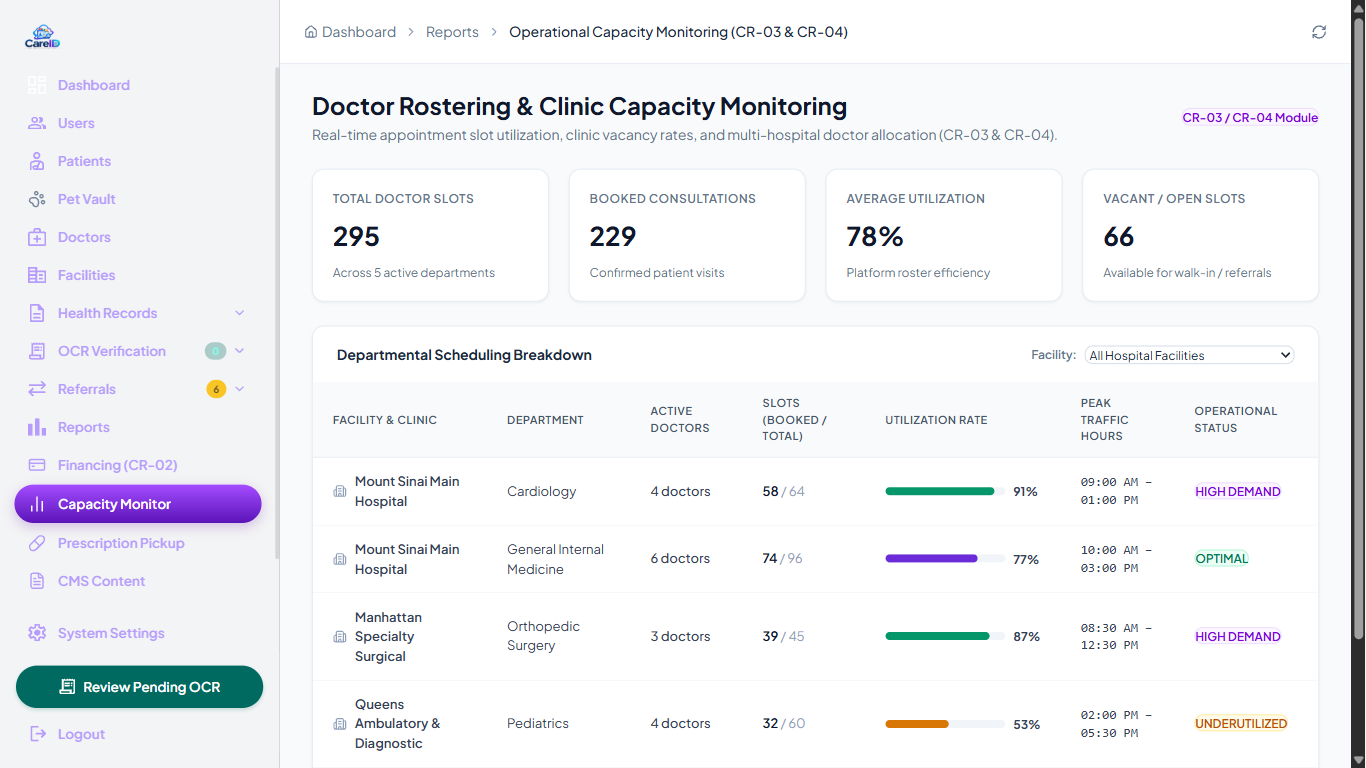 CareID
Dashboard
Users
Patients
Pet Vault
Doctors
Facilities
Health Records
OCR Verification 0
Referrals 6
Reports
Financing (CR-02)
Capacity Monitor
Prescription Pickup
CMS Content
System Settings
Review Pending OCR
Logout
Dashboard > Reports > Operational Capacity Monitoring (CR-03 & CR-04)
Doctor Rostering & Clinic Capacity Monitoring
Real-time appointment slot utilization, clinic vacancy rates, and multi-hospital doctor allocation (CR-03 & CR-04).
CR-03 / CR-04 Module
TOTAL DOCTOR SLOTS
295
Across 5 active departments
BOOKED CONSULTATIONS
229
Confirmed patient visits
AVERAGE UTILIZATION
78%
Platform roster efficiency
VACANT / OPEN SLOTS
66
Available for walk-in / referrals
Departmental Scheduling Breakdown
Facility: All Hospital Facilities
FACILITY & CLINIC
DEPARTMENT
ACTIVE
DOCTORS
SLOTS
(BOOKED /
TOTAL)
UTILIZATION RATE
PEAK
TRAFFIC
HOURS
OPERATIONAL
STATUS
Mount Sinai Main
Hospital
Cardiology
4 doctors
58 / 64
91%
09:00 AM –
01:00 PM
HIGH DEMAND
Mount Sinai Main
Hospital
General Internal
Medicine
6 doctors
74 / 96
77%
10:00 AM –
03:00 PM
OPTIMAL
Manhattan
Specialty
Surgical
Orthopedic
Surgery
3 doctors
39 / 45
87%
08:30 AM –
12:30 PM
HIGH DEMAND
Queens
Ambulatory &
Diagnostic
Pediatrics
4 doctors
32 / 60
53%
02:00 PM –
05:30 PM
UNDERUTILIZED